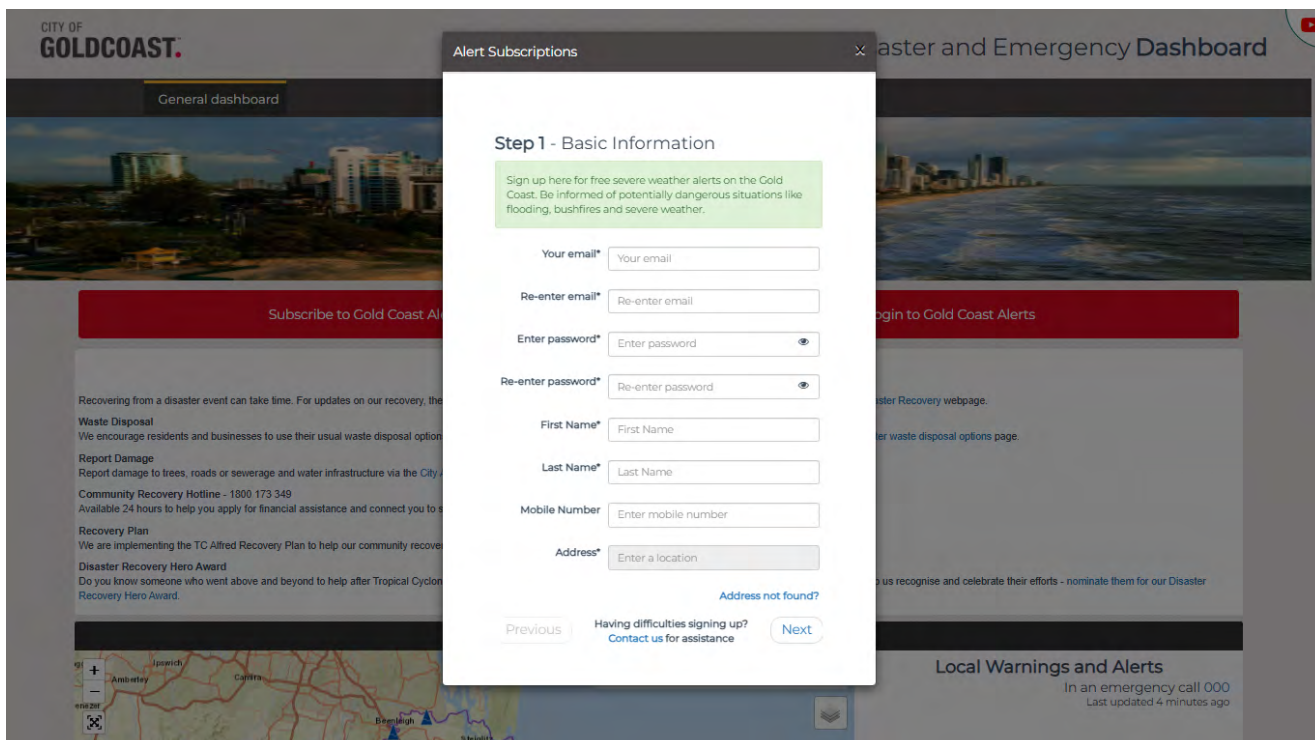 CITY OF
GOLDCOAST.
aster and Emergency Dashboard
General dashboard
Alert Subscriptions
x
Step 1 - Basic Information
Sign up here for free severe weather alerts on the Gold
Coast. Be informed of potentially dangerous situations like
flooding, bushfires and severe weather.
Your email*
Your email
Re-enter email*
Re-enter email
Enter password*
Enter password
Re-enter password*
Re-enter password
First Name*
First Name
Last Name*
Last Name
Mobile Number
Enter mobile number
Address*
Enter a location
Address not found?
Previous
Having difficulties signing up?
Contact us for assistance
Next
Subscribe to Gold Coast Al
ogin to Gold Coast Alerts
Recovering from a disaster event can take time. For updates on our recovery, the
ster Recovery webpage.
Waste Disposal
We encourage residents and businesses to use their usual waste disposal option
er waste disposal options page.
Report Damage
Report damage to trees, roads or sewerage and water infrastructure via the City
Community Recovery Hotline - 1800 173 349
Available 24 hours to help you apply for financial assistance and connect you to s
Recovery Plan
We are implementing the TC Alfred Recovery Plan to help our community recove
Disaster Recovery Hero Award
Do you know someone who went above and beyond to help after Tropical Cyclon
us recognise and celebrate their efforts - nominate them for our Disaster
Recovery Hero Award.
+
−
Ipswich
Amberley
Beenleigh
Local Warnings and Alerts
In an emergency call 000
Last updated 4 minutes ago